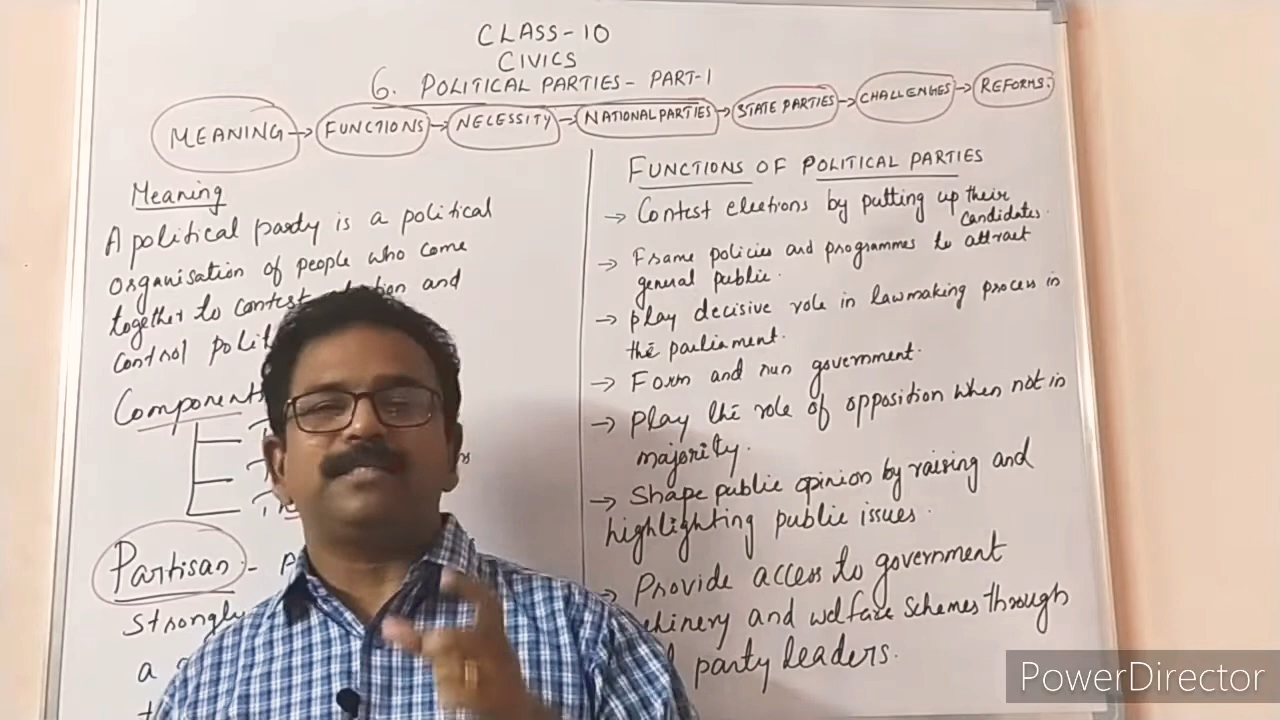 CLASS-10
CIVICS
6. POLITICAL PARTIES- PART-1
MEANING → FUNCTIONS → NECESSITY → NATIONAL PARTIES → STATE PARTIES → CHALLENGES → REFORMS.
Meaning
A political party is a political
organisation of people who come
together to contest and
control
Component
Partisan -
strongly
a
FUNCTIONS OF POLITICAL PARTIES
→ Contest elections by putting up their
candidates.
→ Frame policies and programmes to attract
general public.
→ Play decisive role in lawmaking process in
the parliament.
→ Form and run government.
→ Play the role of opposition when not in
majority.
→ Shape public opinion by raising and
highlighting public issues.
→ Provide access to government
and welfare schemes through
party leaders.
PowerDirector